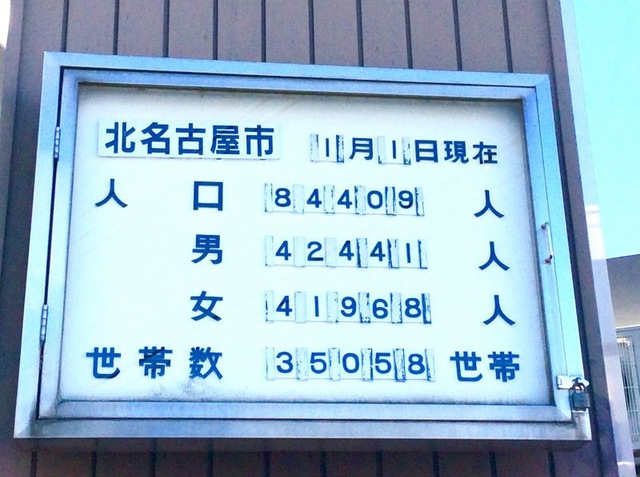 北名古屋市 1月1日現在
人口 84409 人
男 42441 人
女 41968 人
世帯数 35058 世帯